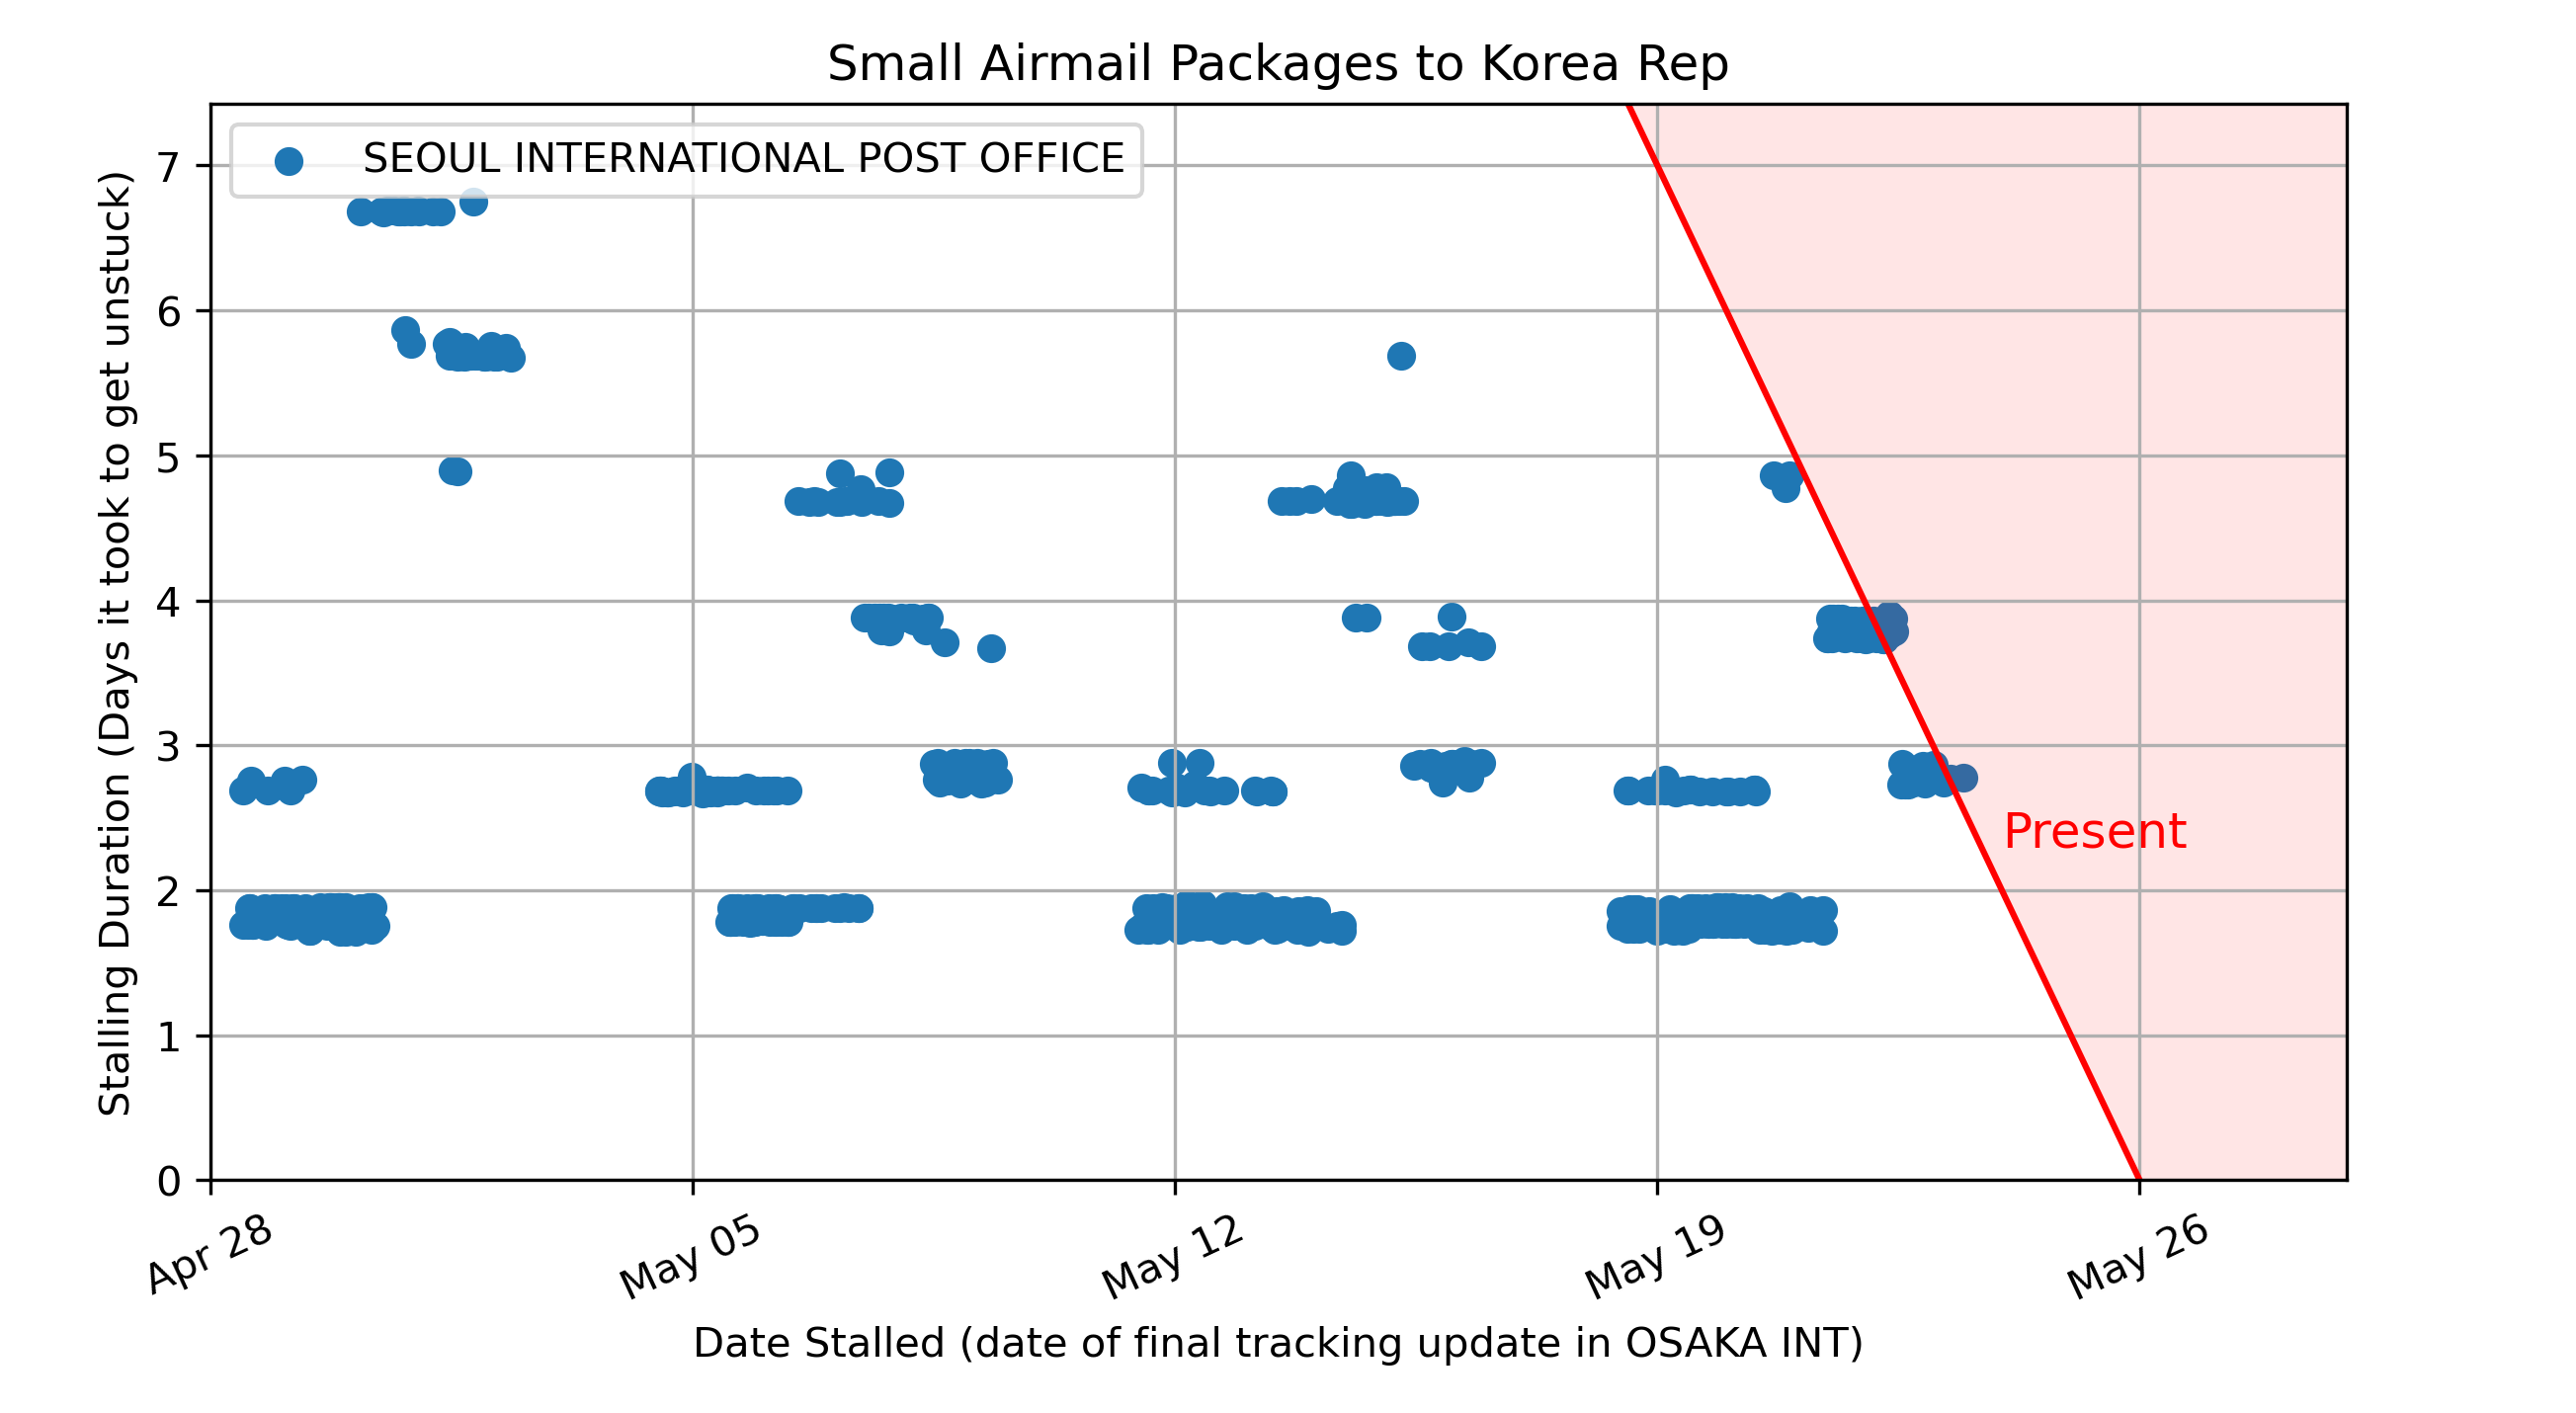 Small Airmail Packages to Korea Rep
SEOUL INTERNATIONAL POST OFFICE
Stalling Duration (Days it took to get unstuck)
7
6
5
4
3
2
1
0
Present
Apr 28
May 05
May 12
May 19
May 26
Date Stalled (date of final tracking update in OSAKA INT)